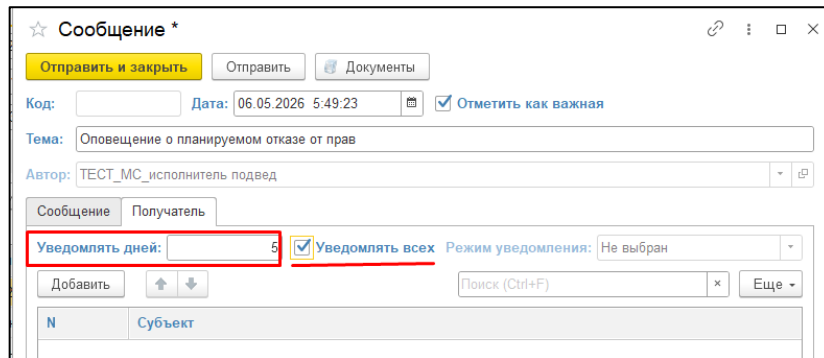 Сообщение *
Отправить и закрыть Отправить Документы
Код: Дата: 06.05.2026 5:49:23 Отметить как важная
Тема: Оповещение о планируемом отказе от прав
Автор: ТЕСТ_МС_исполнитель подвед
Сообщение Получатель
Уведомлять дней: 5 Уведомлять всех Режим уведомления: Не выбран
Добавить Поиск (Ctrl+F) × Еще
N Субъект